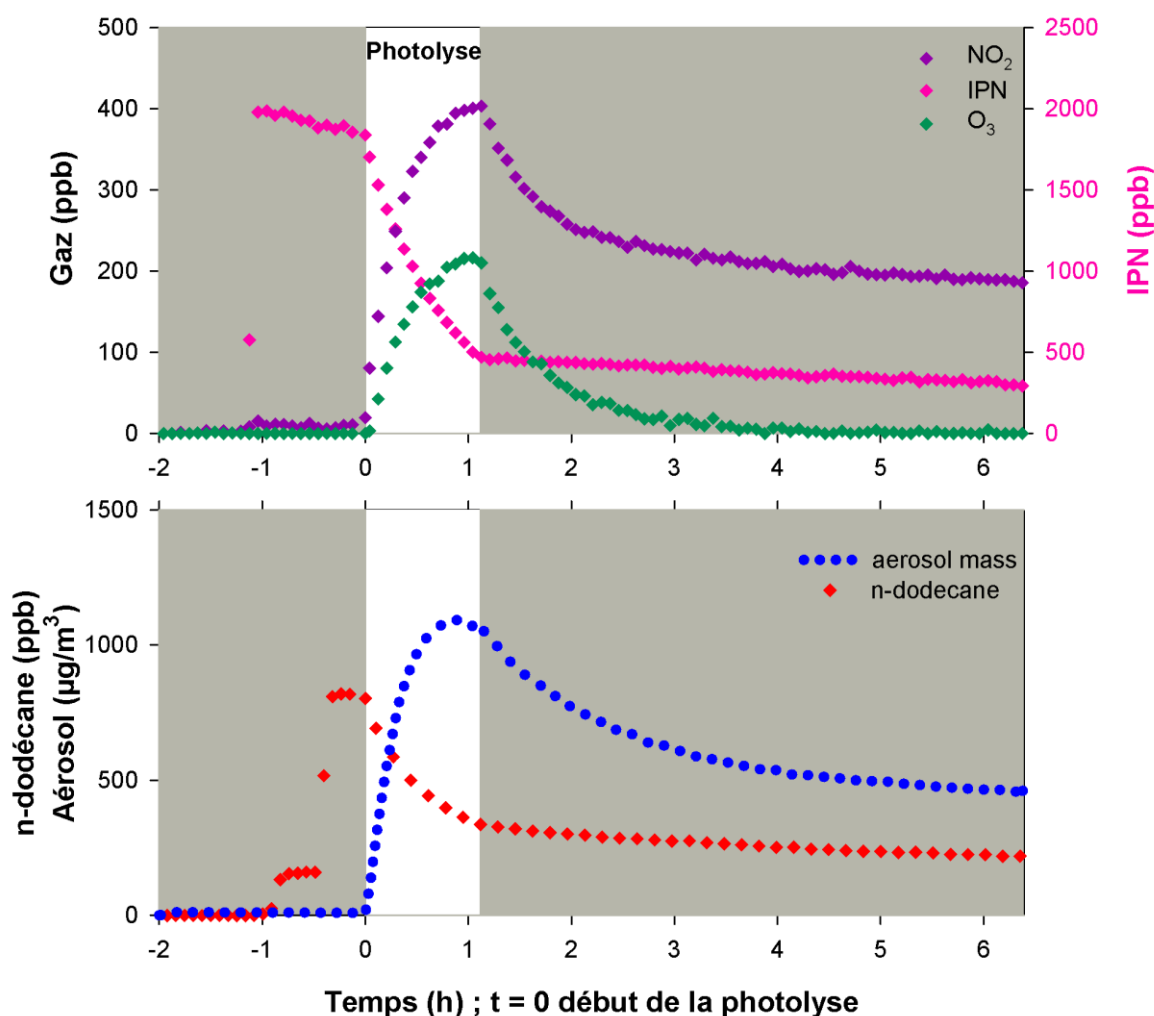 Photolyse
NO₂
IPN
O₃
Gaz (ppb)
500
400
300
200
100
0
IPN (ppb)
2500
2000
1500
1000
500
0
-2 -1 0 1 2 3 4 5 6
n-dodécane (ppb)
Aérosol (µg/m³)
1500
1000
500
0
aerosol mass
n-dodecane
-2 -1 0 1 2 3 4 5 6
Temps (h) ; t = 0 début de la photolyse